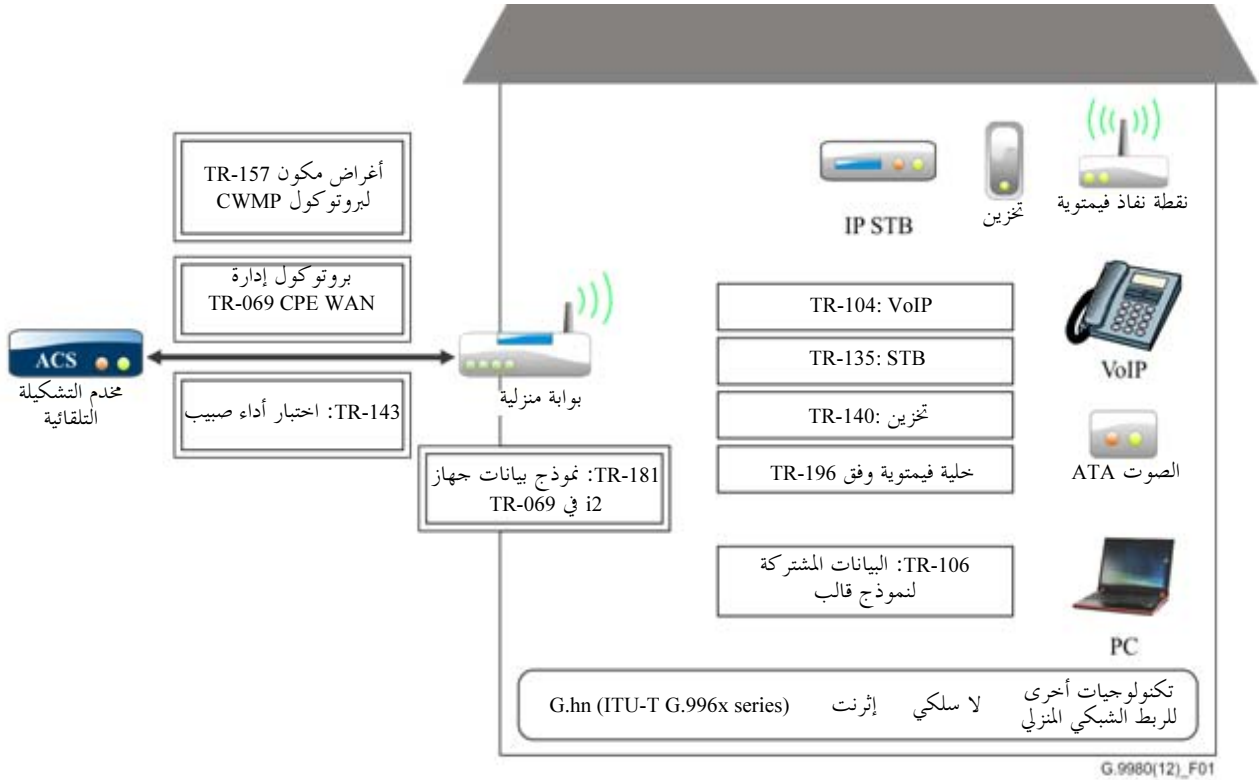 أغراض مكون TR-157
لبروتوكول CWMP
بروتوكول إدارة
TR-069 CPE WAN
ACS
مخدم التشكيلة
التلقائية
TR-143: اختبار أداء صبيب
بوابة منزلية
TR-181: نموذج بيانات جهاز
i2 في TR-069
IP STB
تخزين
نقطة نفاذ فيمتوية
TR-104: VoIP
TR-135: STB
TR-140: تخزين
خلية فيمتوية وفق TR-196
TR-106: البيانات المشتركة
لنموذج قالب
VoIP
الصوت ATA
PC
تكنولوجيات أخرى
للربط الشبكي المنزلي
لا سلكي
إثرنت
G.hn (ITU-T G.996x series)
G.9980(12)_F01